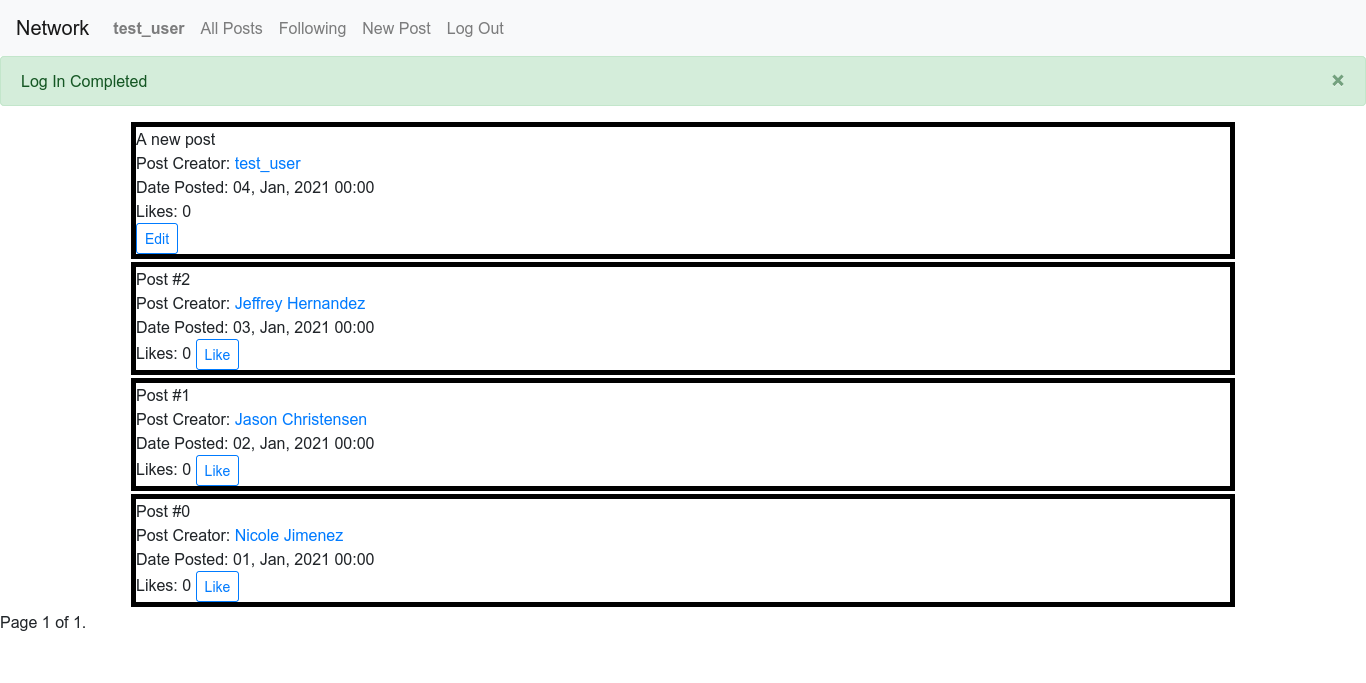 Network test_user All Posts Following New Post Log Out
Log In Completed ×
A new post
Post Creator: test_user
Date Posted: 04, Jan, 2021 00:00
Likes: 0
Edit
Post #2
Post Creator: Jeffrey Hernandez
Date Posted: 03, Jan, 2021 00:00
Likes: 0 Like
Post #1
Post Creator: Jason Christensen
Date Posted: 02, Jan, 2021 00:00
Likes: 0 Like
Post #0
Post Creator: Nicole Jimenez
Date Posted: 01, Jan, 2021 00:00
Likes: 0 Like
Page 1 of 1.